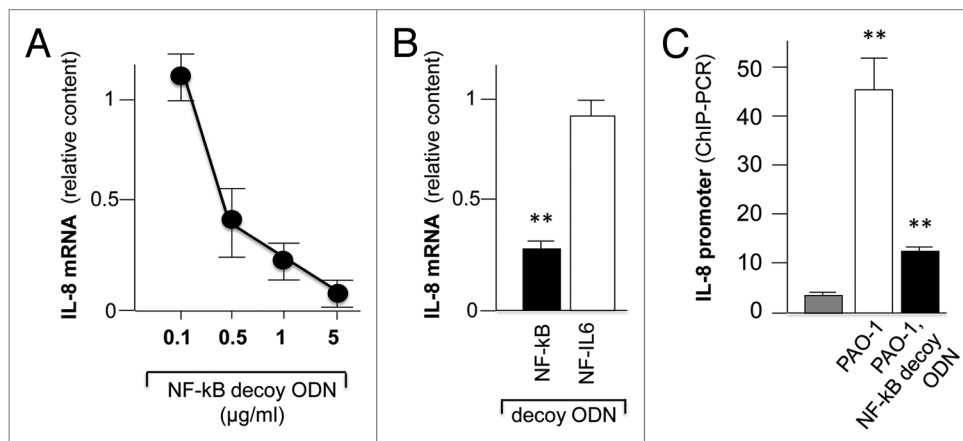 A
IL-8 mRNA (relative content)
1
0.5
0
0.1 0.5 1 5
NF-kB decoy ODN
(µg/ml)
B
IL-8 mRNA (relative content)
1
0.5
0
**
NF-kB
NF-IL6
decoy ODN
C
IL-8 promoter (ChIP-PCR)
50
40
30
20
10
0
**
**
PAO-1
PAO-1,
NF-kB decoy
ODN